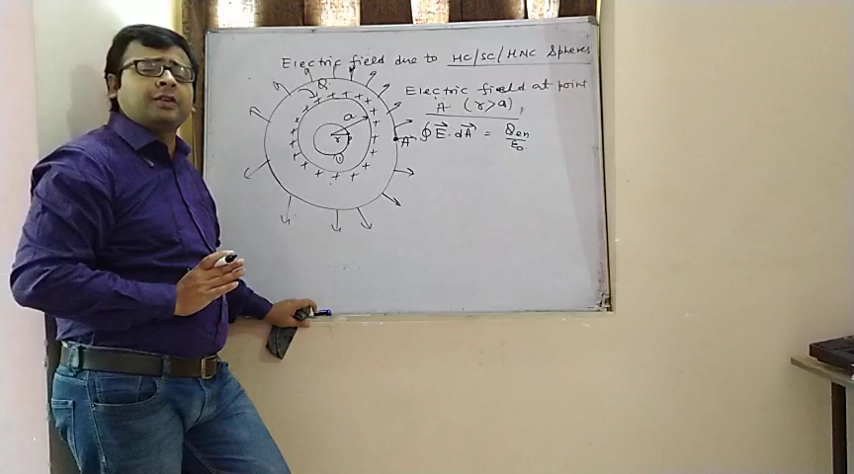 Electric field due to HC/SC/HNC Spheres
Electric field at point
A (r>a),
∮ E⃗. dA⃗ = Qen/ε₀
Q
a
r
A
+ + + + + + + + + + + + + + + + + + + + + +